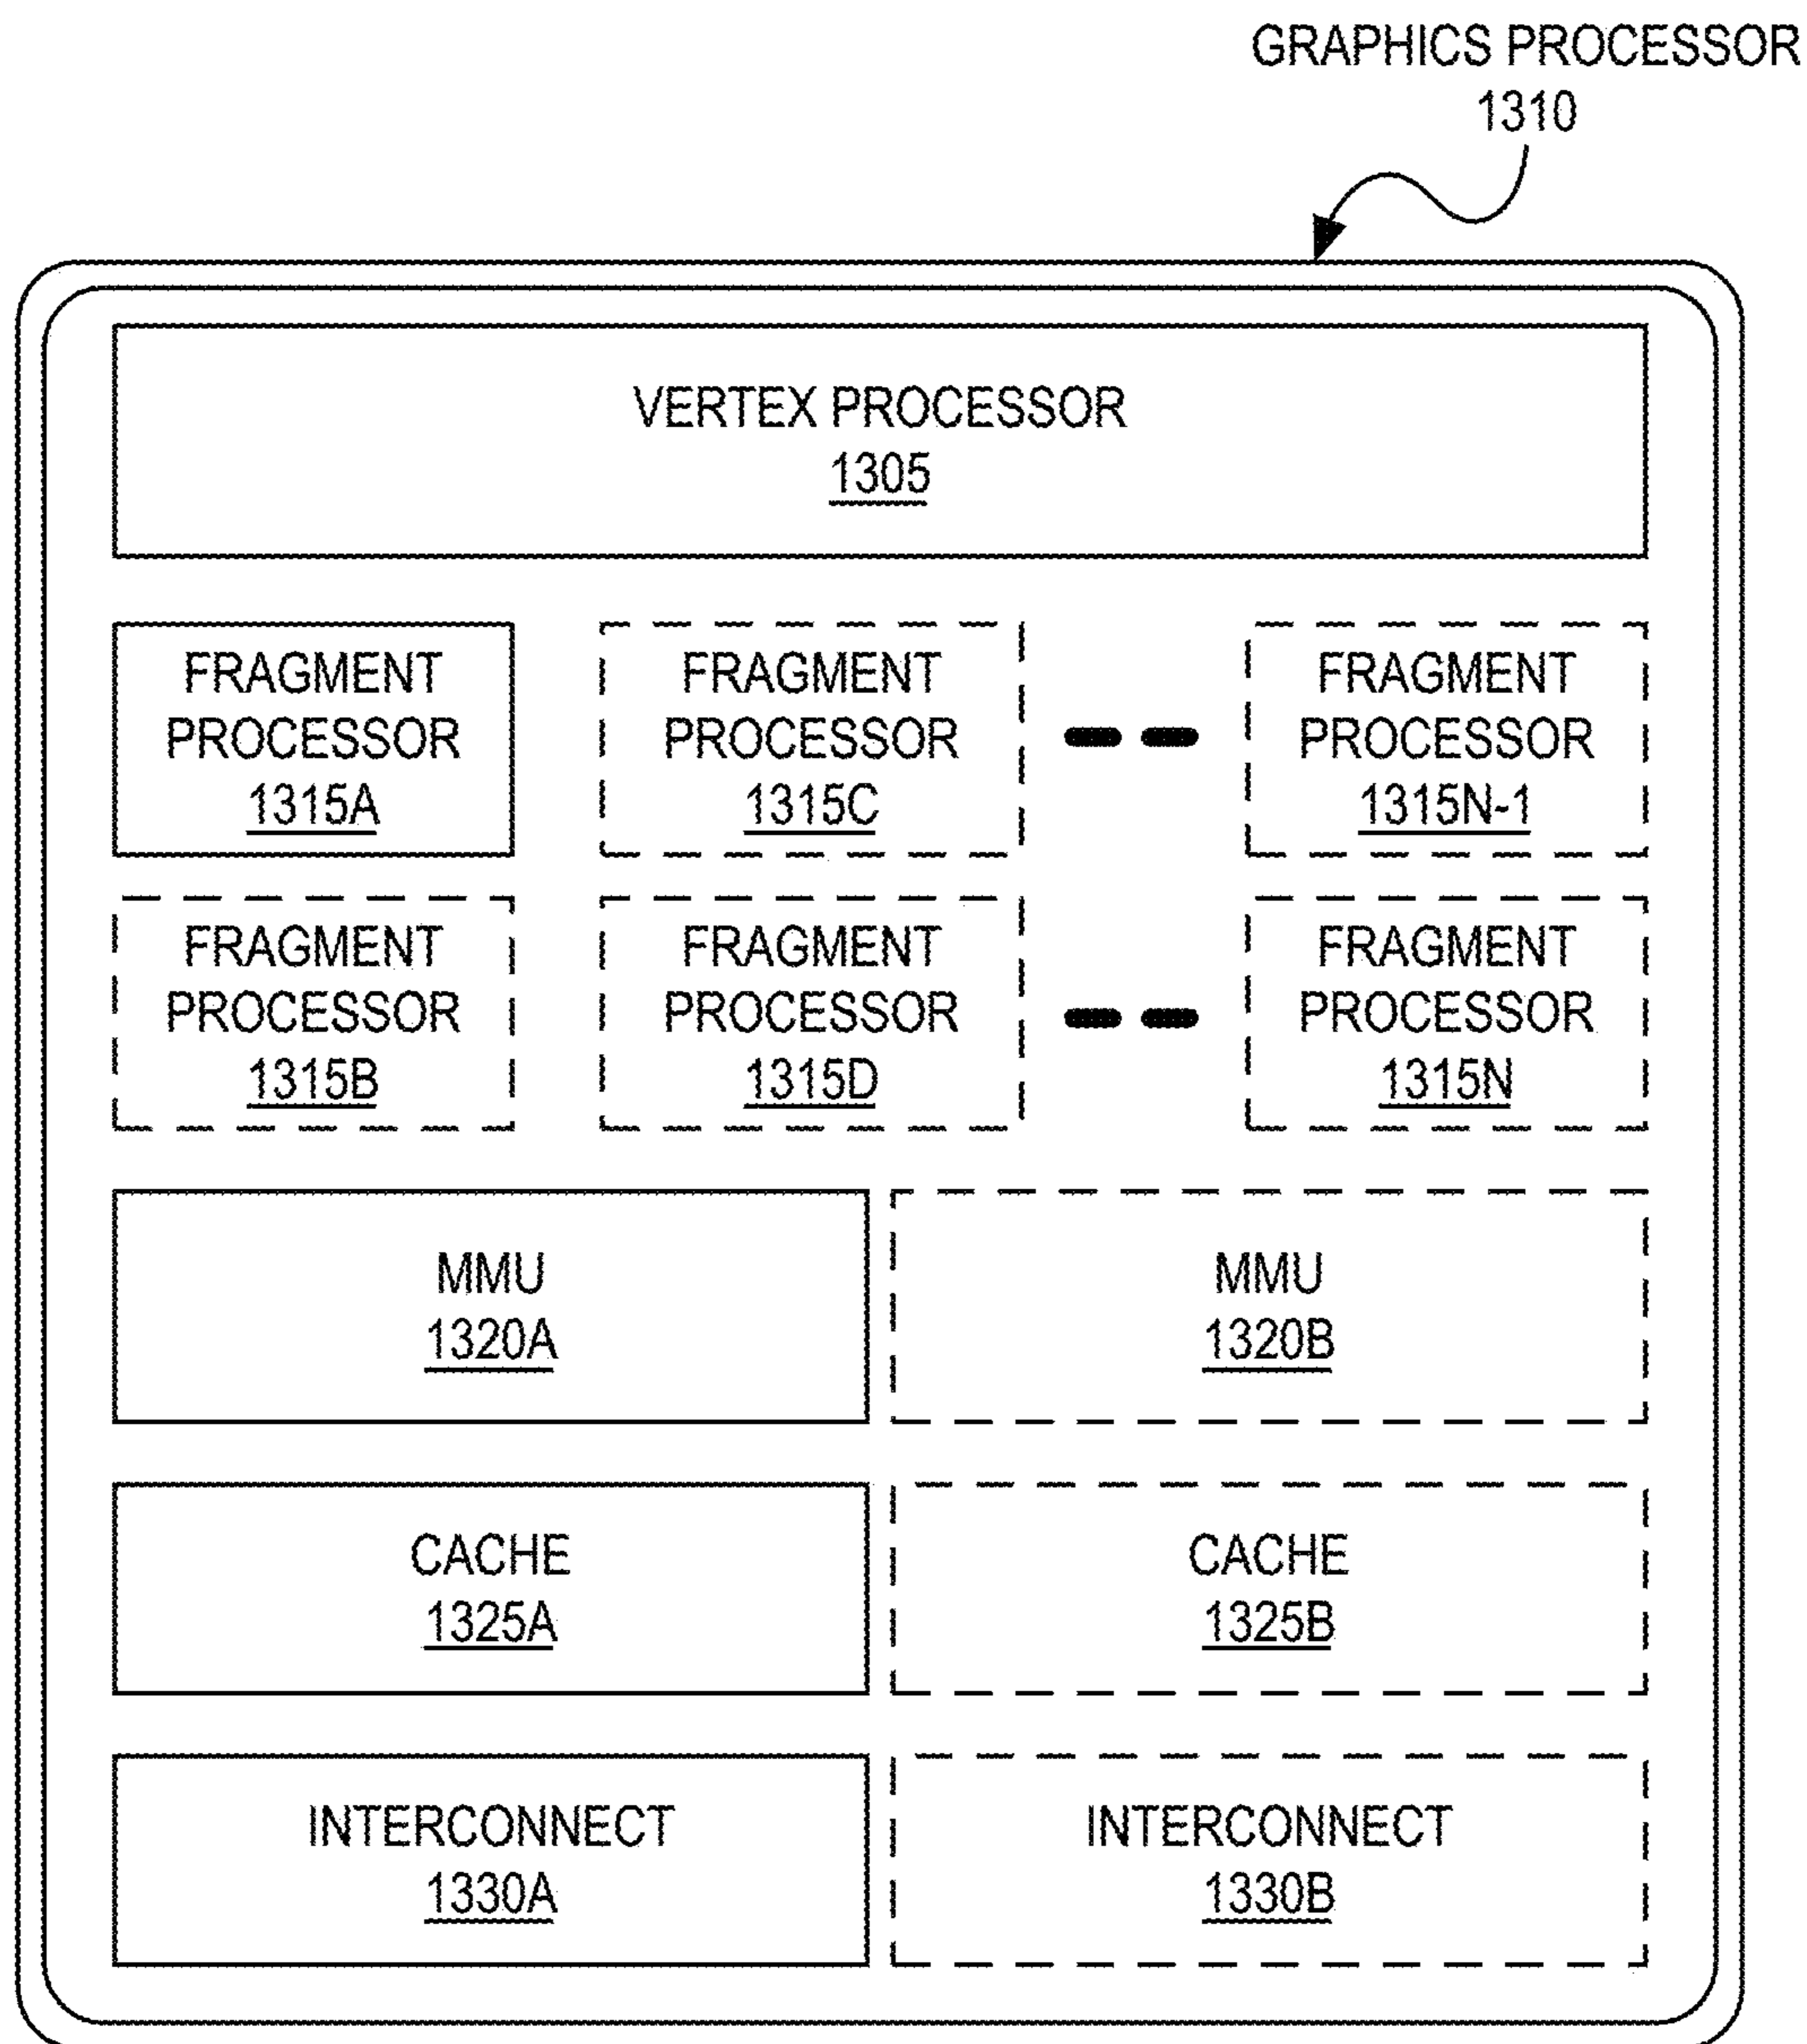 GRAPHICS PROCESSOR
1310
VERTEX PROCESSOR
1305
FRAGMENT
PROCESSOR
1315A
FRAGMENT
PROCESSOR
1315C
FRAGMENT
PROCESSOR
1315N-1
FRAGMENT
PROCESSOR
1315B
FRAGMENT
PROCESSOR
1315D
FRAGMENT
PROCESSOR
1315N
MMU
1320A
MMU
1320B
CACHE
1325A
CACHE
1325B
INTERCONNECT
1330A
INTERCONNECT
1330B